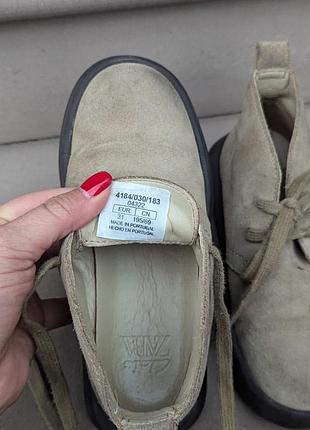 4184/030/183
04322
EUR. CN
31 195/69
MADE IN PORTUGAL
HECHO EN PORTUGAL
ZARA